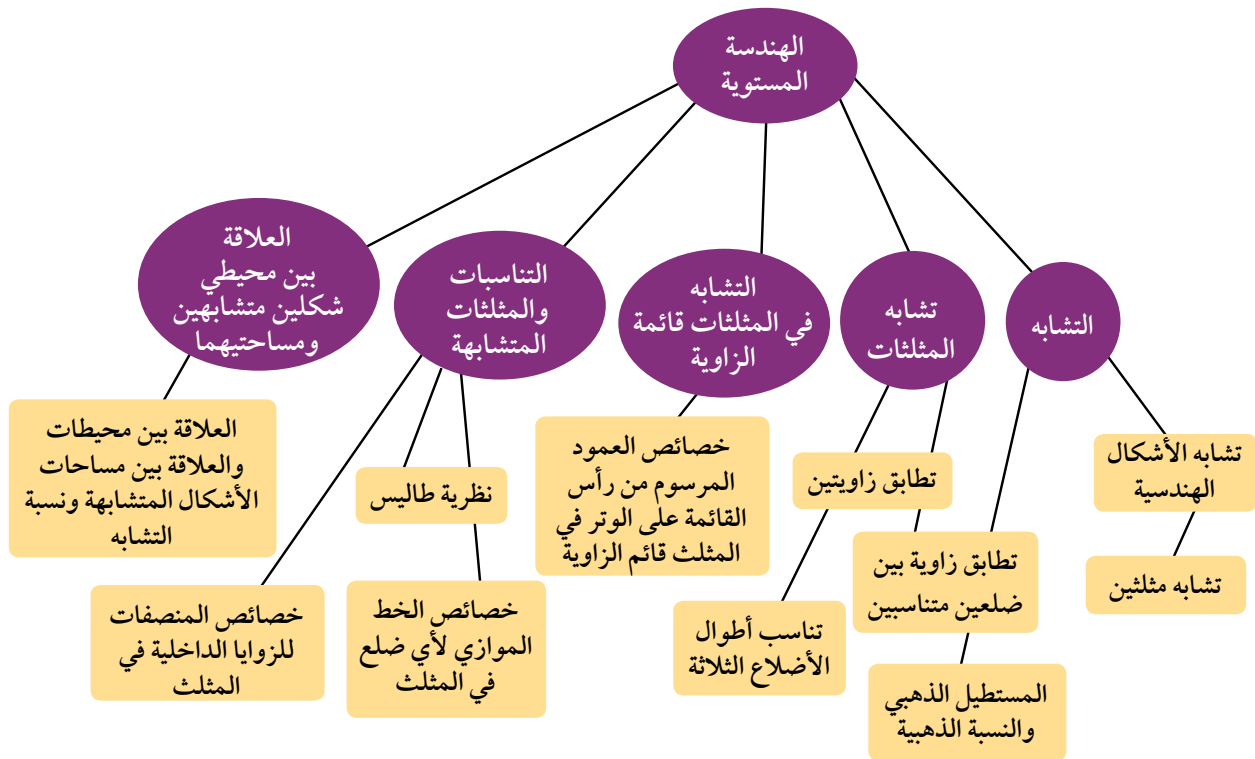 الهندسة
المستوية
التشابه
تشابه
المثلثات
التشابه
في المثلثات قائمة
الزاوية
التناسبات
والمثلثات
المتشابهة
العلاقة
بين محيطي
شكلين متشابهين
ومساحتيهما
تشابه الأشكال
الهندسية
تشابه مثلثين
المستطيل الذهبي
والنسبة الذهبية
تطابق زاويتين
تطابق زاوية بين
ضلعين متناسبين
تناسب أطوال
الأضلاع الثلاثة
خصائص العمود
المرسوم من رأس
القائمة على الوتر في
المثلث قائم الزاوية
نظرية طاليس
خصائص الخط
الموازي لأي ضلع
في المثلث
خصائص المنصفات
للزوايا الداخلية في
المثلث
العلاقة بين محيطات
والعلاقة بين مساحات
الأشكال المتشابهة ونسبة
التشابه